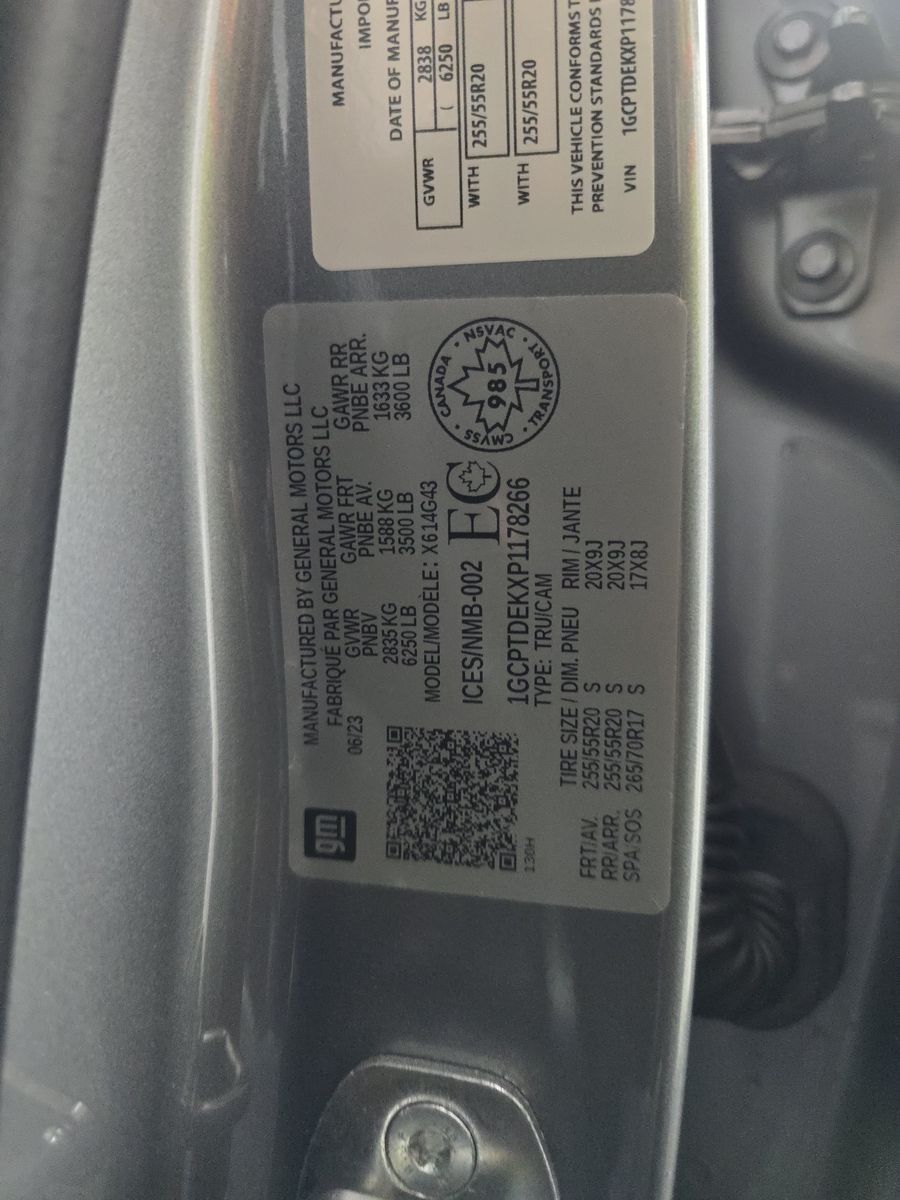 MANUFACTU
IMPO
DATE OF MANUF
GVWR 2838 KG
( 6250 LB
WITH 255/55R20
WITH 255/55R20
THIS VEHICLE CONFORMS T
PREVENTION STANDARDS
VIN 1GCPTDEKXP1178
gm
MANUFACTURED BY GENERAL MOTORS LLC
FABRIQUÉ PAR GENERAL MOTORS LLC
06/23 GVWR GAWR FRT GAWR RR
PNBV PNBE AV. PNBE ARR.
2835 KG 1588 KG 1633 KG
6250 LB 3500 LB 3600 LB
MODEL/MODÈLE: X614G43
ICES/NMB-002 EC
CANADA · NSVAC · TRANSPORT · CMVSS ·
985
1GCPTDEKXP1178266
TYPE: TRU/CAM
130H
TIRE SIZE / DIM. PNEU RIM / JANTE
FRT/AV. 255/55R20 S 20X9J
RR/ARR. 255/55R20 S 20X9J
SPA/SOS 265/70R17 S 17X8J